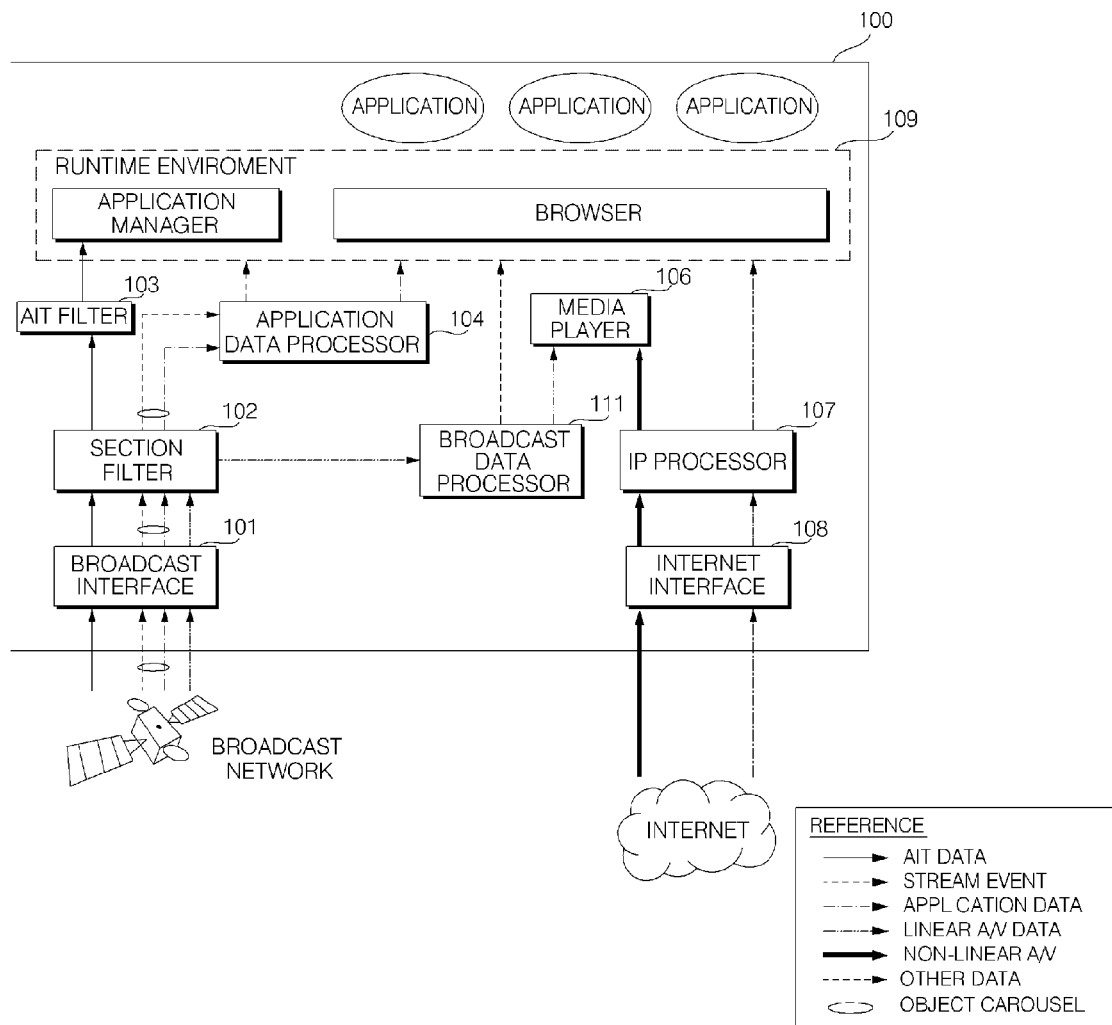 100
APPLICATION
APPLICATION
APPLICATION
109
RUNTIME ENVIROMENT
APPLICATION
MANAGER
BROWSER
103
AIT FILTER
APPLICATION
DATA PROCESSOR
104
106
MEDIA
PLAYER
102
SECTION
FILTER
111
BROADCAST
DATA
PROCESSOR
107
IP PROCESSOR
101
BROADCAST
INTERFACE
108
INTERNET
INTERFACE
BROADCAST
NETWORK
INTERNET
REFERENCE
AIT DATA
STREAM EVENT
APPL CATION DATA
LINEAR A/V DATA
NON-LINEAR A/V
OTHER DATA
OBJECT CAROUSEL